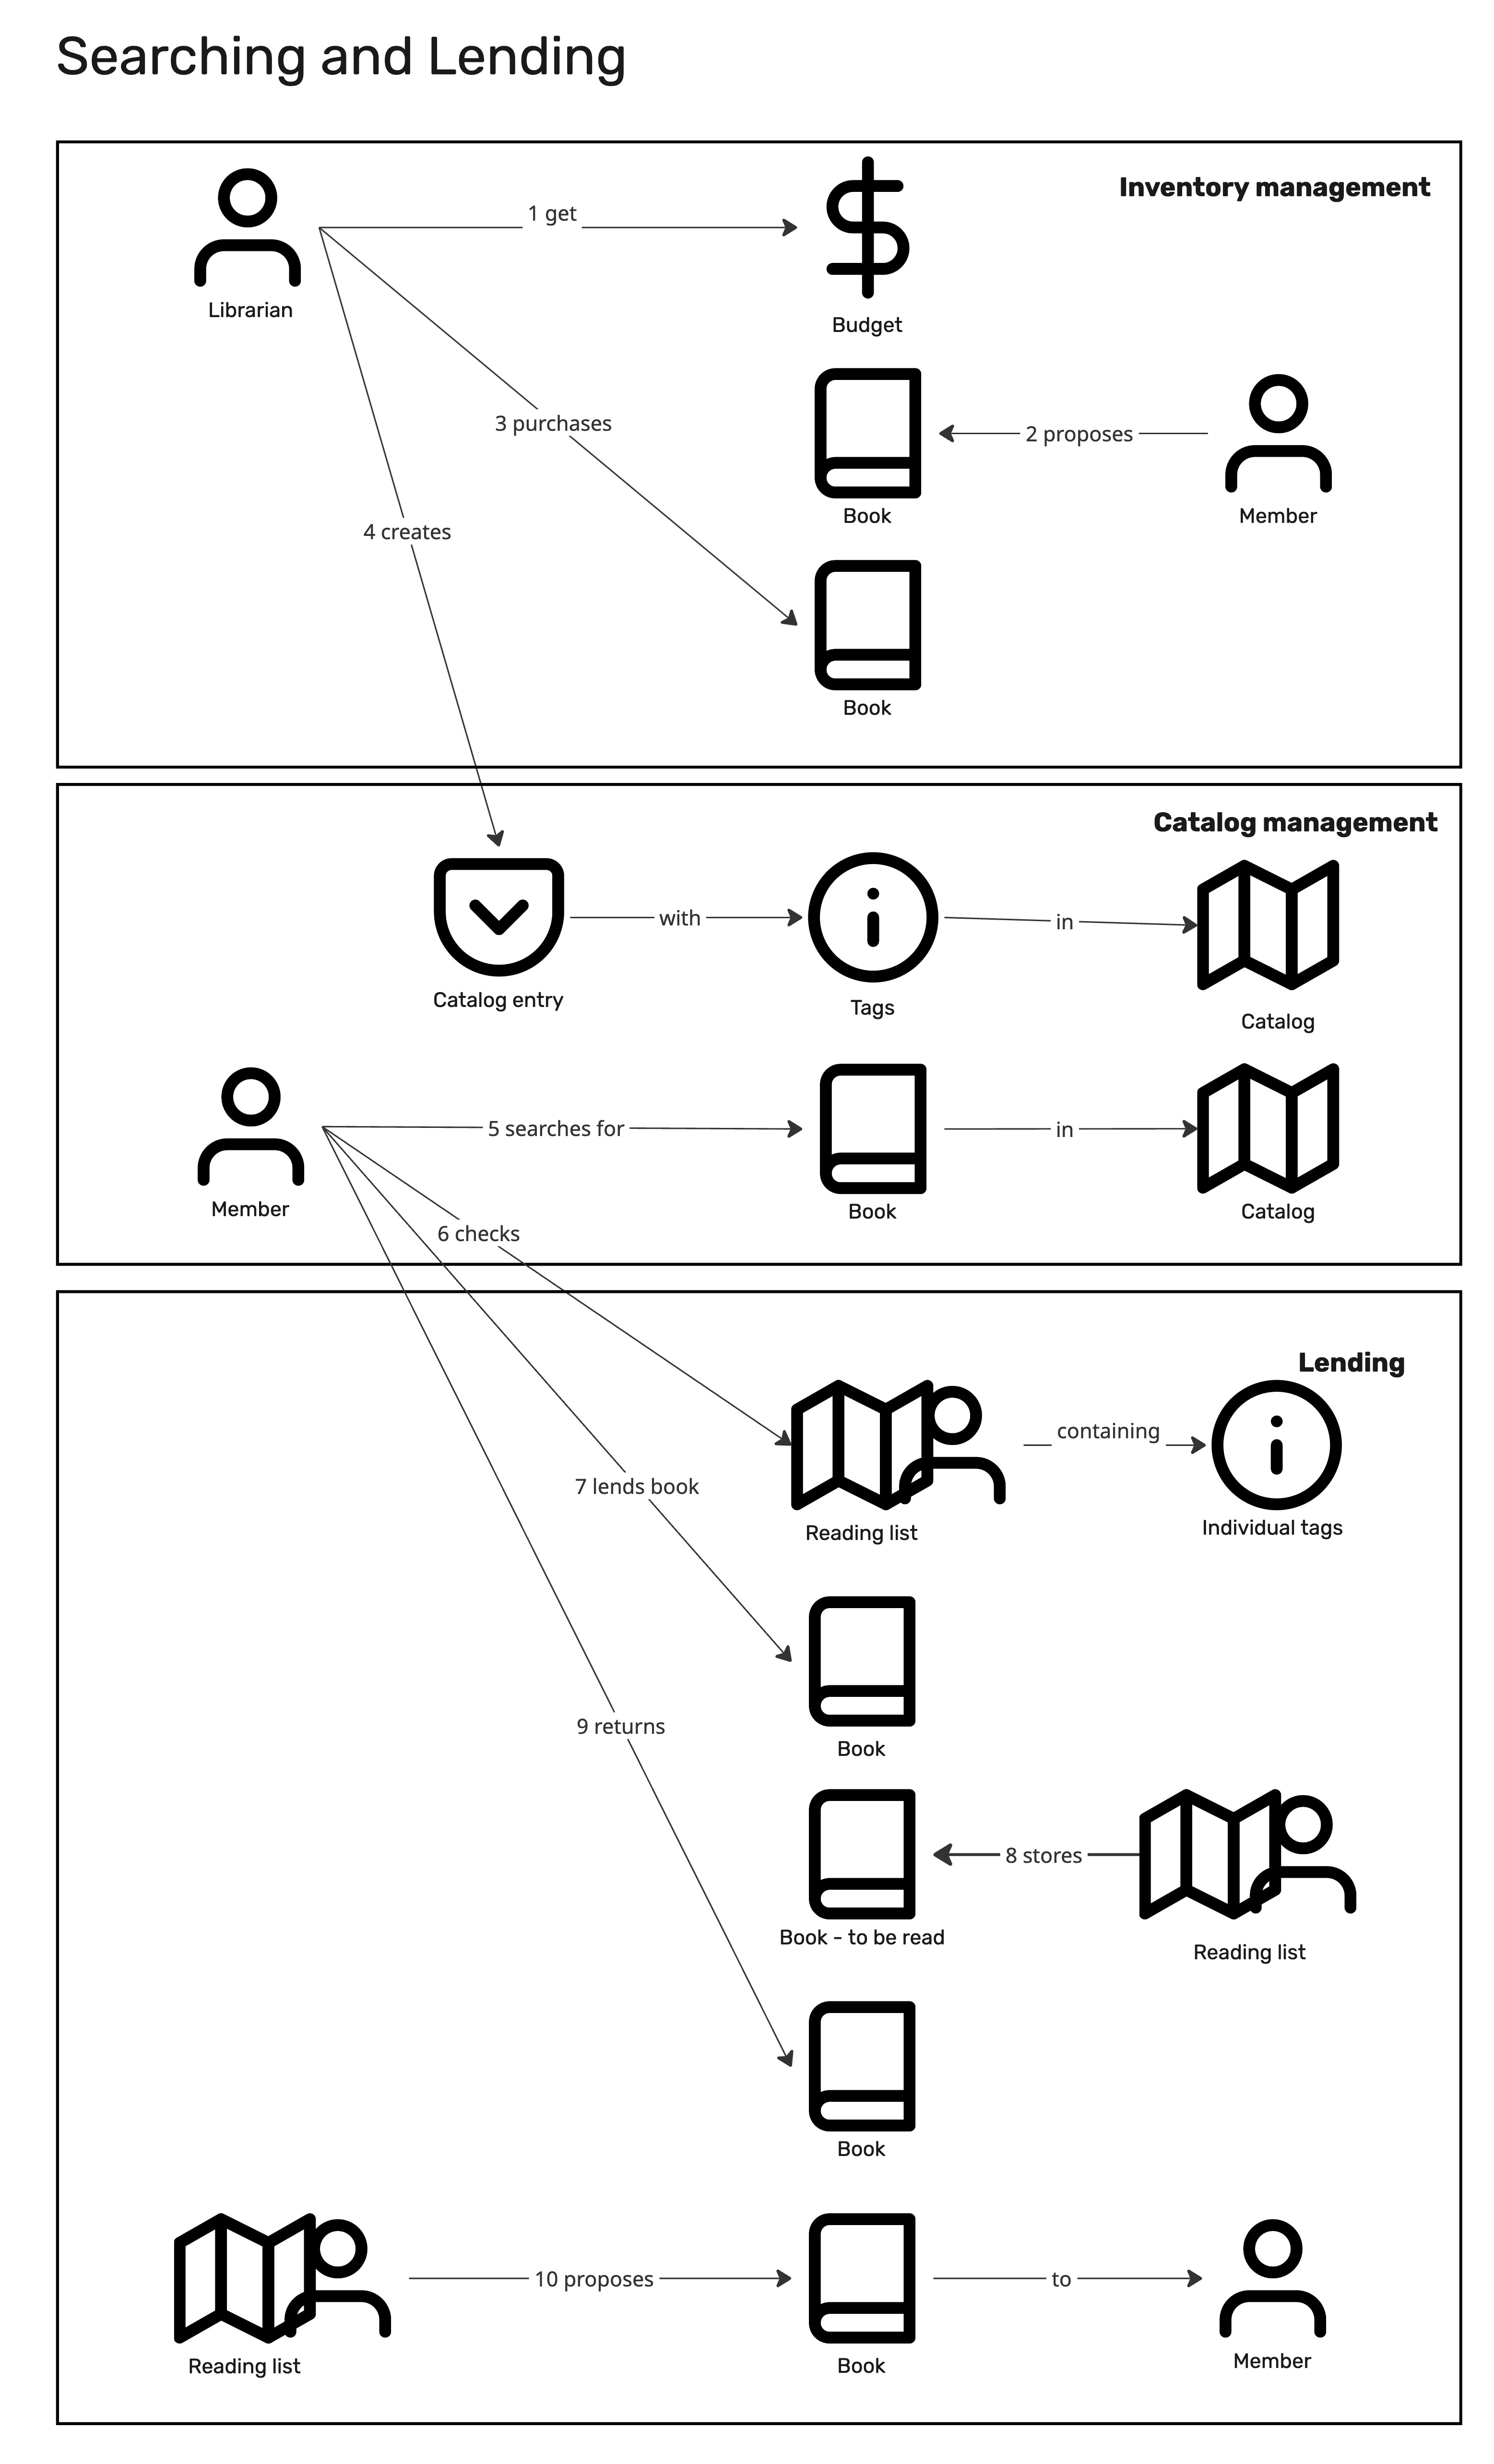 Searching and Lending
Inventory management
1 get
Librarian
Budget
3 purchases
2 proposes
Book
Member
4 creates
Book
Catalog management
with
in
Catalog entry
Tags
Catalog
5 searches for
in
Member
Book
Catalog
6 checks
Lending
containing
Reading list
Individual tags
7 lends book
Book
9 returns
8 stores
Book - to be read
Reading list
Book
10 proposes
to
Reading list
Book
Member